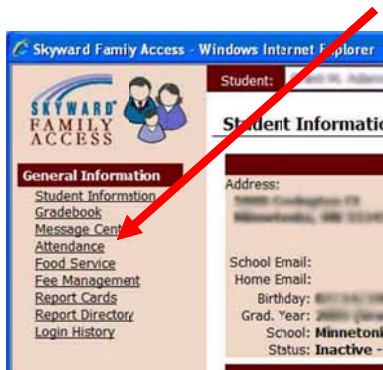 Skyward Family Access - Windows Internet Explorer
Student:
SKYWARD®
FAMILY
ACCESS
Student Informatio
General Information
Student Information
Gradebook
Message Cent
Attendance
Food Service
Fee Management
Report Cards
Report Directory
Login History
Address:
School Email:
Home Email:
Birthday:
Grad. Year:
School: Minnetonk
Status: Inactive -